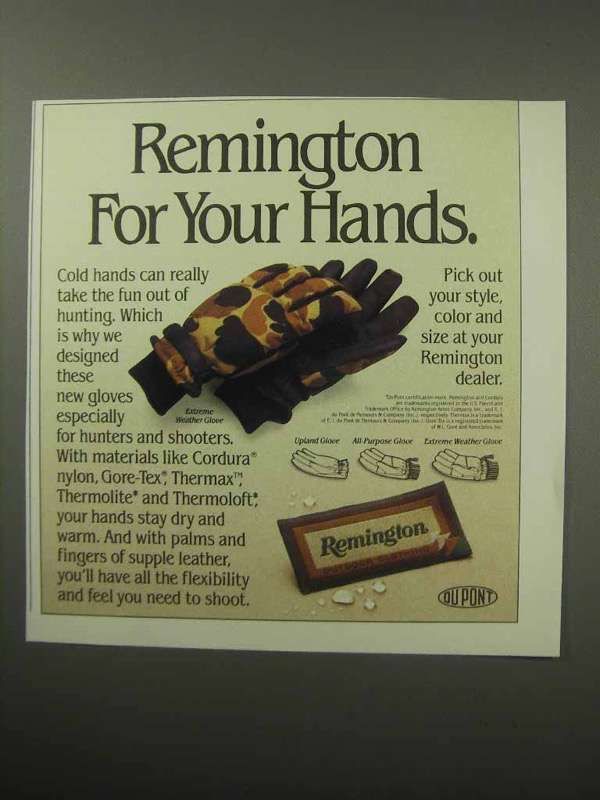 Remington
For Your Hands.
Cold hands can really
take the fun out of
hunting. Which
is why we
designed
these
new gloves
especially
for hunters and shooters.
With materials like Cordura®
nylon, Gore-Tex®, Thermax™,
Thermolite® and Thermoloft®,
your hands stay dry and
warm. And with palms and
fingers of supple leather,
you'll have all the flexibility
and feel you need to shoot.
Extreme
Weather Glove
Pick out
your style,
color and
size at your
Remington
dealer.
Upland Glove All-Purpose Glove Extreme Weather Glove
Remington
OUTDOOR CLOTHING
DU PONT